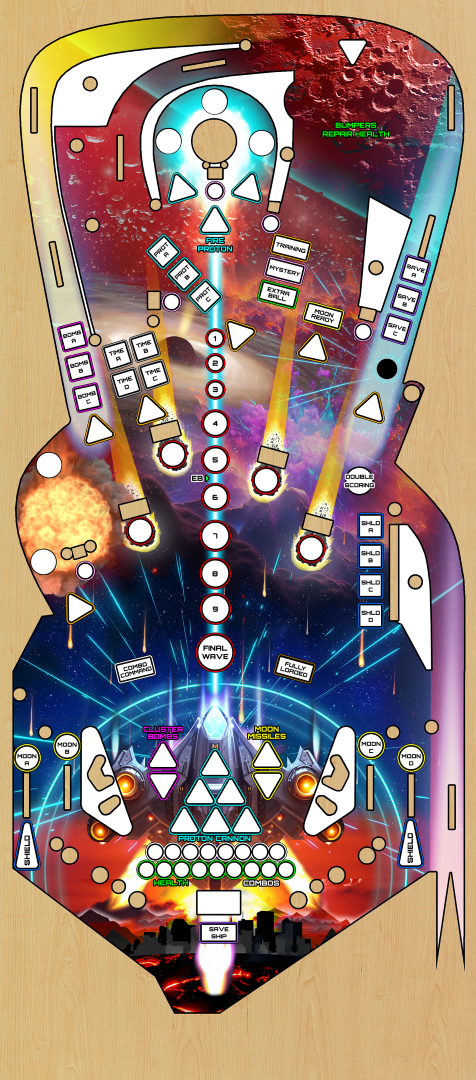 BUMPERS
REPAIR HEALTH
FIRE
PROTON
PROT
A
PROT
B
PROT
C
TRAINING
MYSTERY
EXTRA
BALL
MOON
READY
SAVE
A
SAVE
B
SAVE
C
BOMB
A
BOMB
B
BOMB
C
TIME
A
TIME
B
TIME
D
TIME
C
1
2
3
4
5
EB
6
7
8
9
FINAL
WAVE
DOUBLE
SCORING
SHLD
A
SHLD
B
SHLD
C
SHLD
D
COMBO
COMMAND
FULLY
LOADED
CLUSTER
BOMBS
MOON
MISSILES
MOON
A
MOON
B
MOON
C
MOON
D
SHIELD
SHIELD
PROTON CANNON
HEALTH
COMBOS
SAVE
SHIP